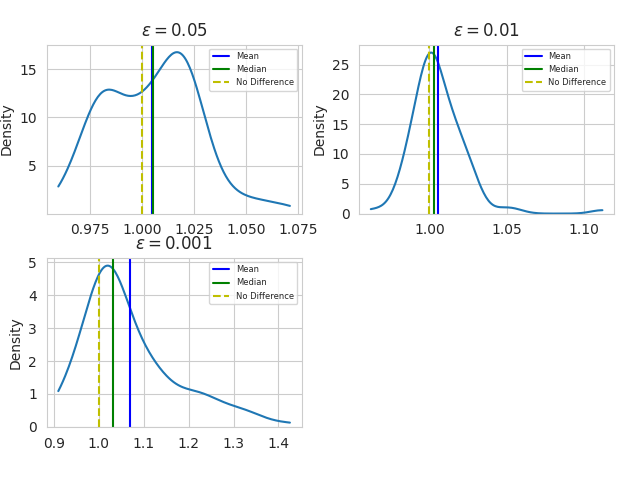 ε = 0.05
Density
15
10
5
0.975 1.000 1.025 1.050 1.075
Mean
Median
No Difference
ε = 0.01
Density
25
20
15
10
5
0
1.00 1.05 1.10
Mean
Median
No Difference
ε = 0.001
Density
5
4
3
2
1
0
0.9 1.0 1.1 1.2 1.3 1.4
Mean
Median
No Difference